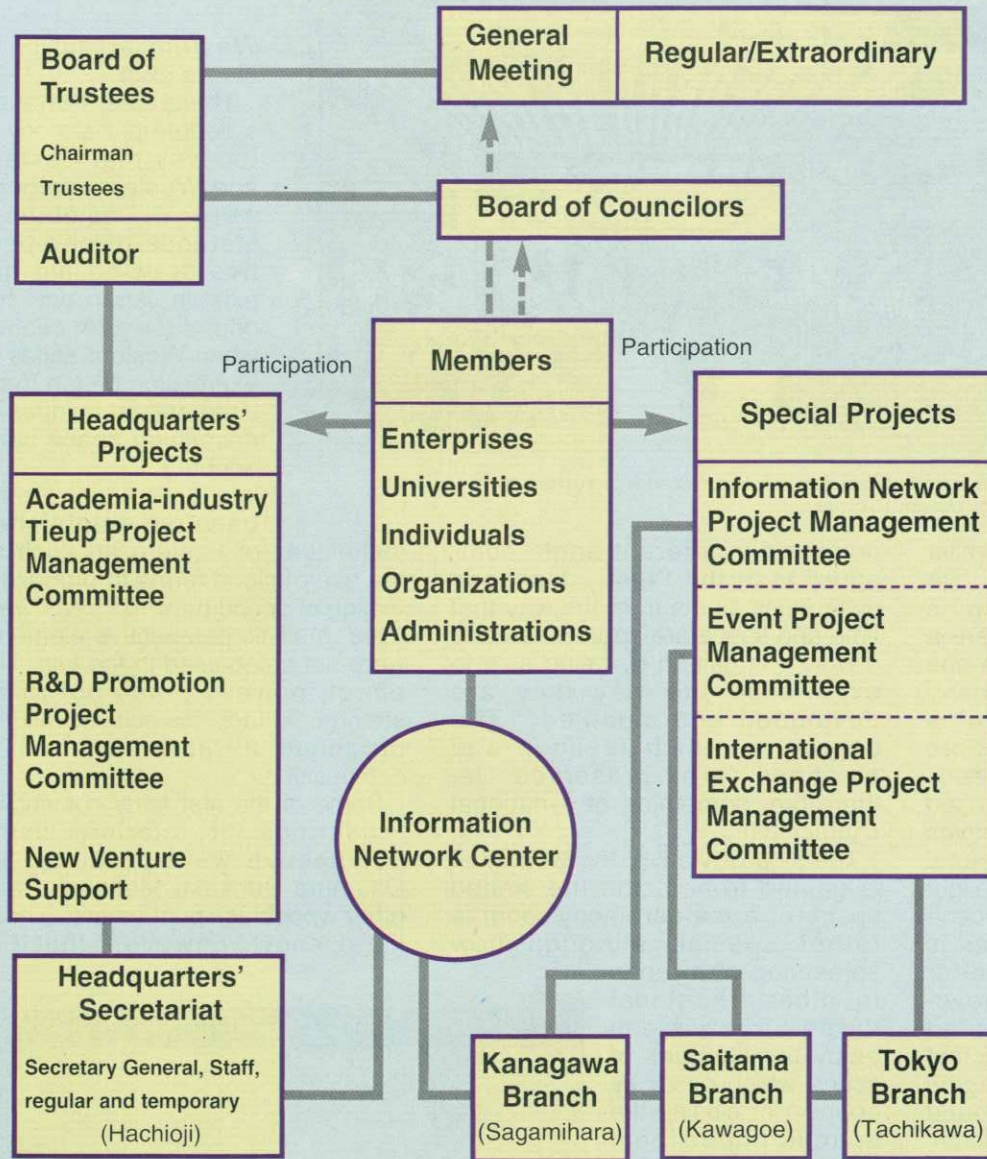 Board of
Trustees
Chairman
Trustees
Auditor
General
Meeting
Regular/Extraordinary
Board of Councilors
Participation
Members
Enterprises
Universities
Individuals
Organizations
Administrations
Participation
Headquarters'
Projects
Academia-industry
Tieup Project
Management
Committee
R&D Promotion
Project
Management
Committee
New Venture
Support
Special Projects
Information Network
Project Management
Committee
Event Project
Management
Committee
International
Exchange Project
Management
Committee
Information
Network Center
Headquarters'
Secretariat
Secretary General, Staff,
regular and temporary
(Hachioji)
Kanagawa
Branch
(Sagamihara)
Saitama
Branch
(Kawagoe)
Tokyo
Branch
(Tachikawa)